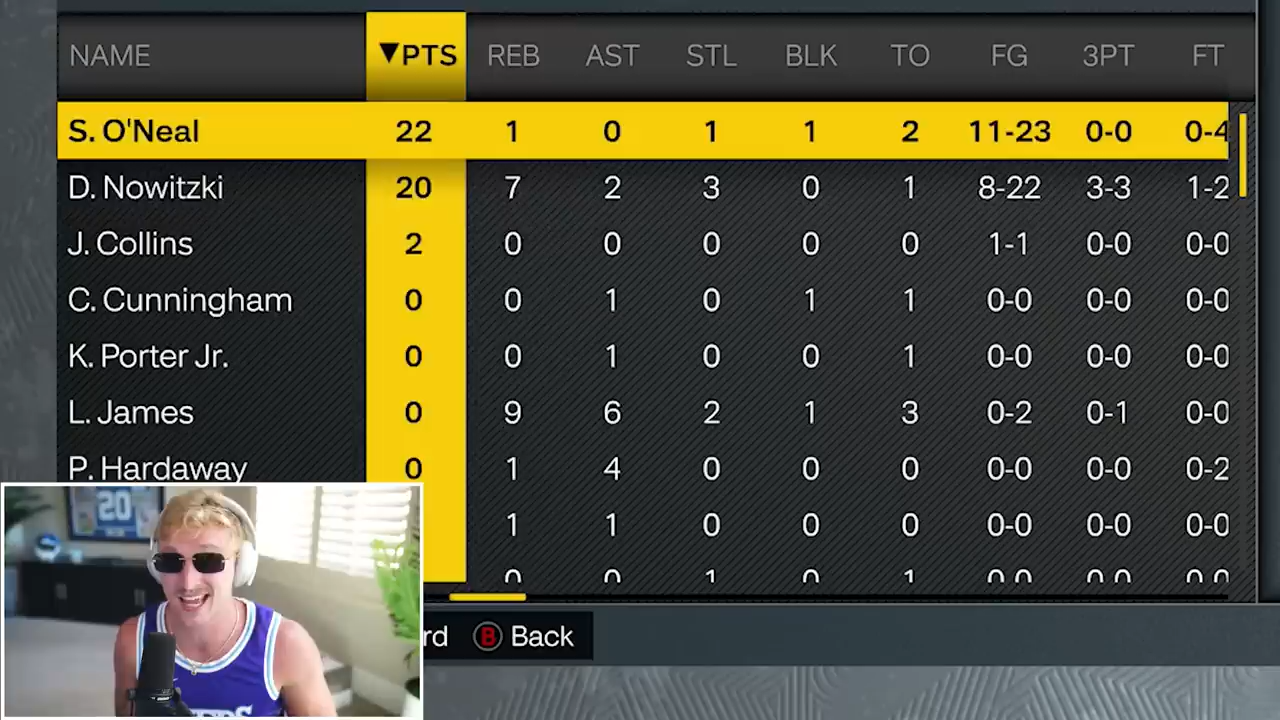 NAME ▼PTS REB AST STL BLK TO FG 3PT FT
S. O'Neal 22 1 0 1 1 2 11-23 0-0 0-4
D. Nowitzki 20 7 2 3 0 1 8-22 3-3 1-2
J. Collins 2 0 0 0 0 0 1-1 0-0 0-0
C. Cunningham 0 0 1 0 1 1 0-0 0-0 0-0
K. Porter Jr. 0 0 1 0 0 1 0-0 0-0 0-0
L. James 0 9 6 2 1 3 0-2 0-1 0-0
P. Hardaway 0 1 4 0 0 0 0-0 0-0 0-2
1 1 0 0 0 0-0 0-0 0-0
20
B Back